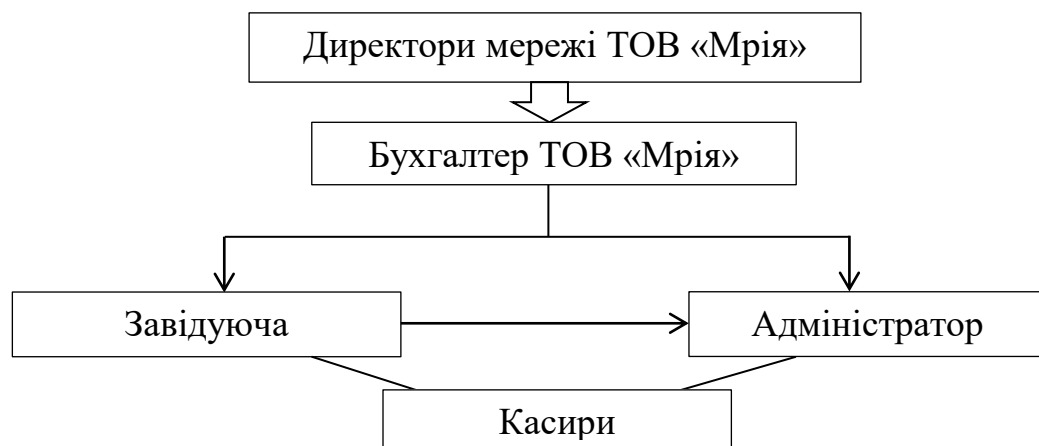 Директори мережі ТОВ «Мрія»
Бухгалтер ТОВ «Мрія»
Завідуюча
Адміністратор
Касири